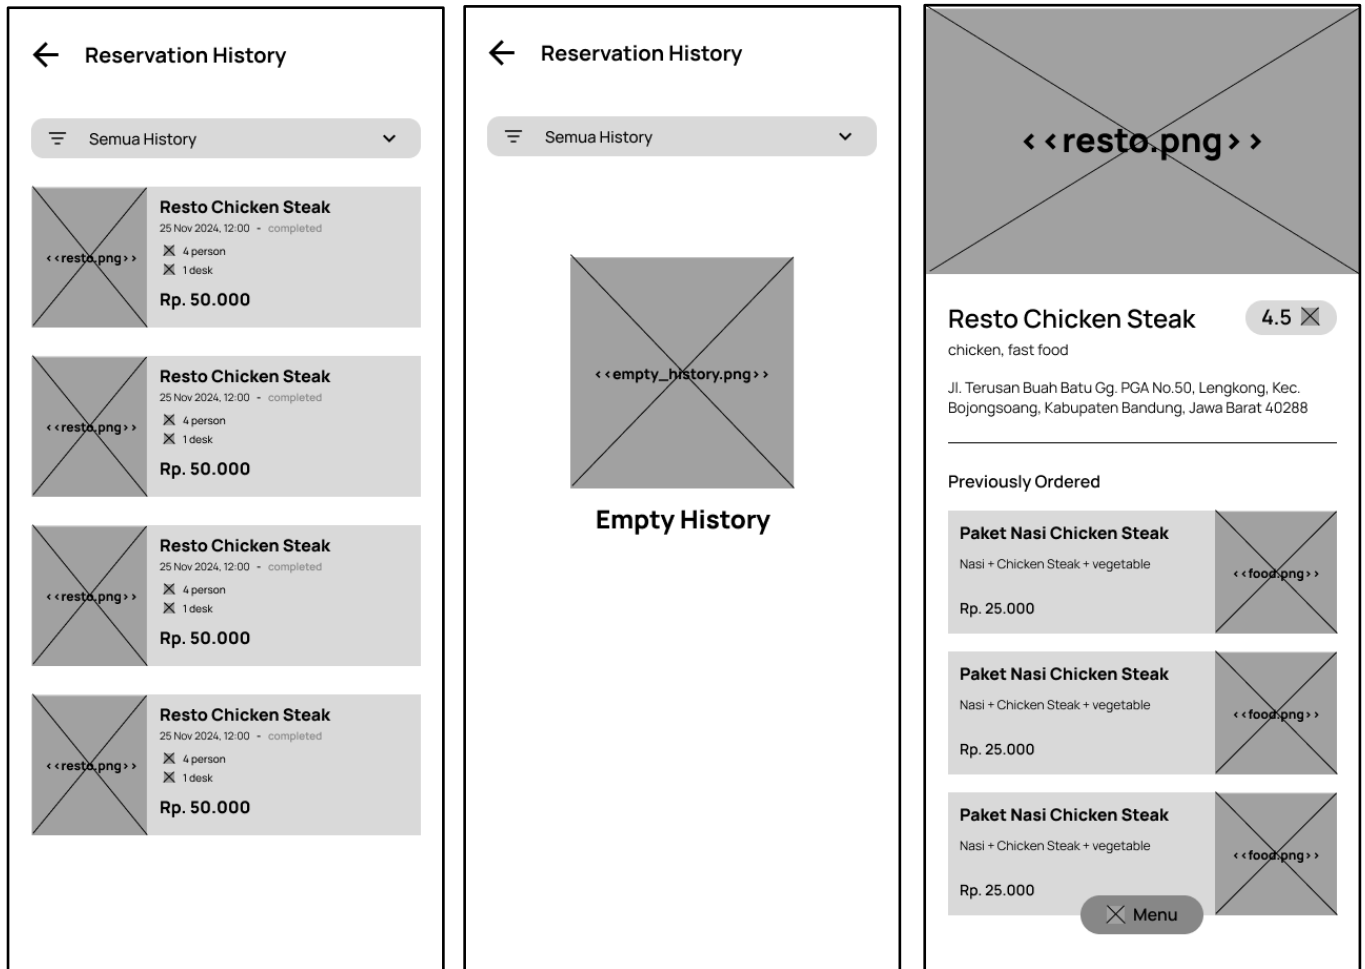 Reservation History
Semua History
<<resto.png>>
Resto Chicken Steak
25 Nov 2024, 12:00 - completed
4 person
1 desk
Rp. 50.000
<<resto.png>>
Resto Chicken Steak
25 Nov 2024, 12:00 - completed
4 person
1 desk
Rp. 50.000
<<resto.png>>
Resto Chicken Steak
25 Nov 2024, 12:00 - completed
4 person
1 desk
Rp. 50.000
<<resto.png>>
Resto Chicken Steak
25 Nov 2024, 12:00 - completed
4 person
1 desk
Rp. 50.000
Reservation History
Semua History
<<empty_history.png>>
Empty History
<<resto.png>>
Resto Chicken Steak
4.5
chicken, fast food
Jl. Terusan Buah Batu Gg. PGA No.50, Lengkong, Kec.
Bojongsoang, Kabupaten Bandung, Jawa Barat 40288
Previously Ordered
Paket Nasi Chicken Steak
Nasi + Chicken Steak + vegetable
Rp. 25.000
<<food.png>>
Paket Nasi Chicken Steak
Nasi + Chicken Steak + vegetable
Rp. 25.000
<<food.png>>
Paket Nasi Chicken Steak
Nasi + Chicken Steak + vegetable
Rp. 25.000
<<food.png>>
Menu